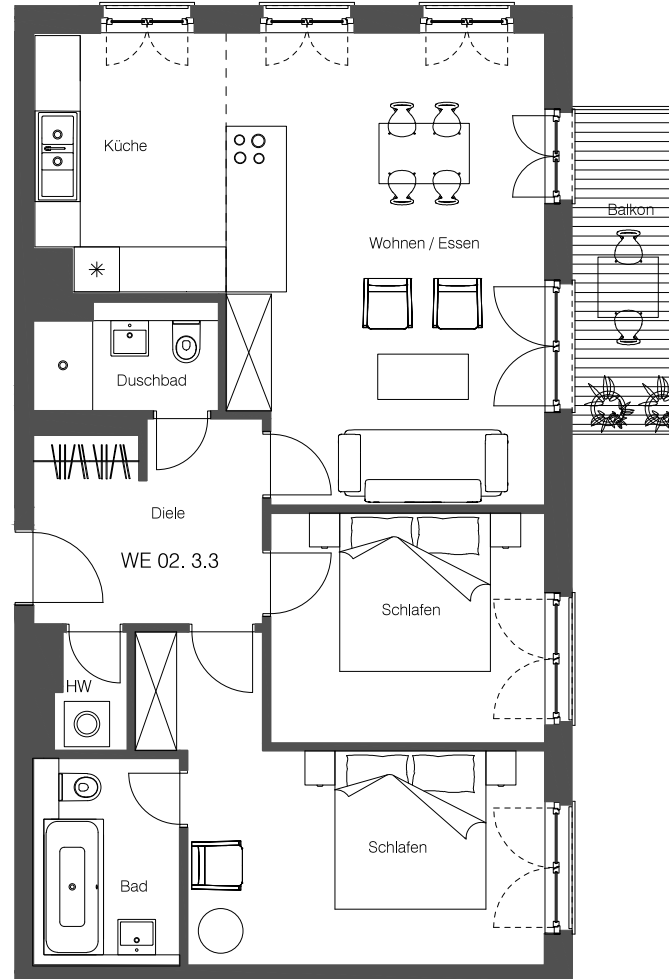 Küche
Balkon
Wohnen / Essen
Duschbad
Diele
WE 02. 3.3
Schlafen
HW
Schlafen
Bad